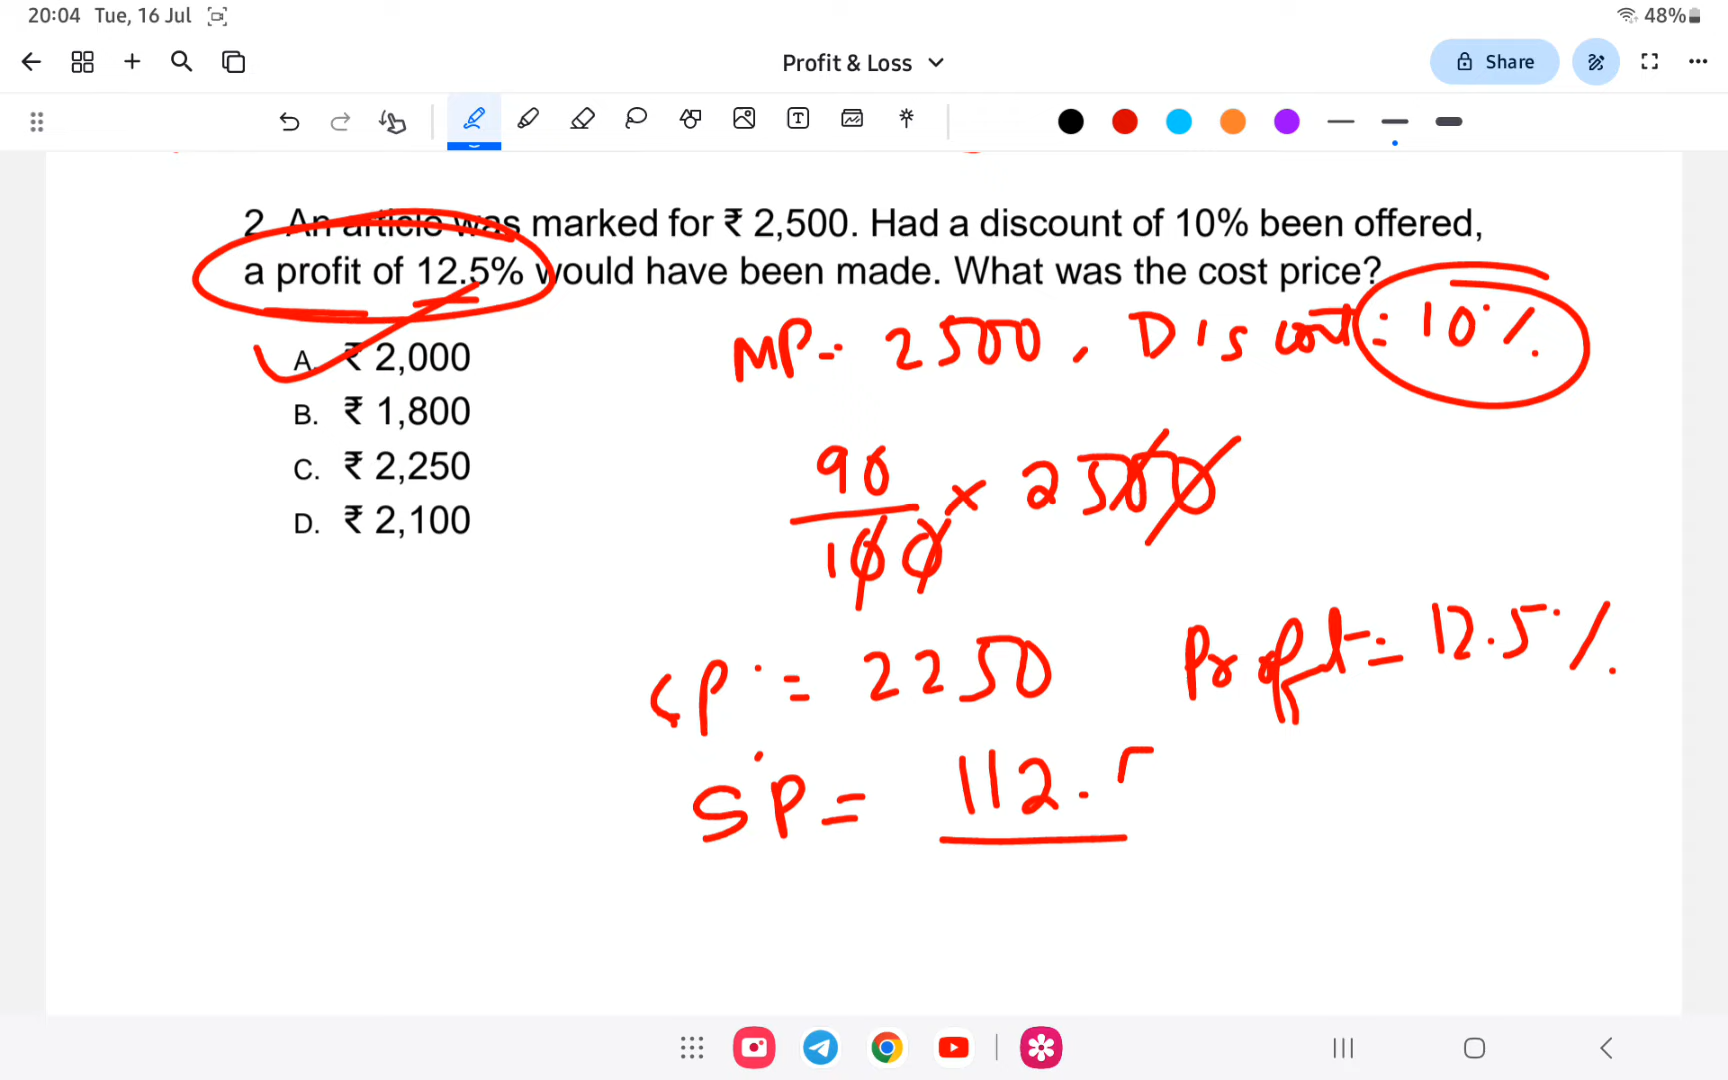 20:04 Tue, 16 Jul
48%
Profit & Loss
Share
2. An article was marked for ₹ 2,500. Had a discount of 10% been offered,
a profit of 12.5% would have been made. What was the cost price?
MP = 2500, Discount = 10%
A. ₹ 2,000
B. ₹ 1,800
C. ₹ 2,250
D. ₹ 2,100
90
100 × 2500
CP = 2250 Profit = 12.5%
SP = 112.5